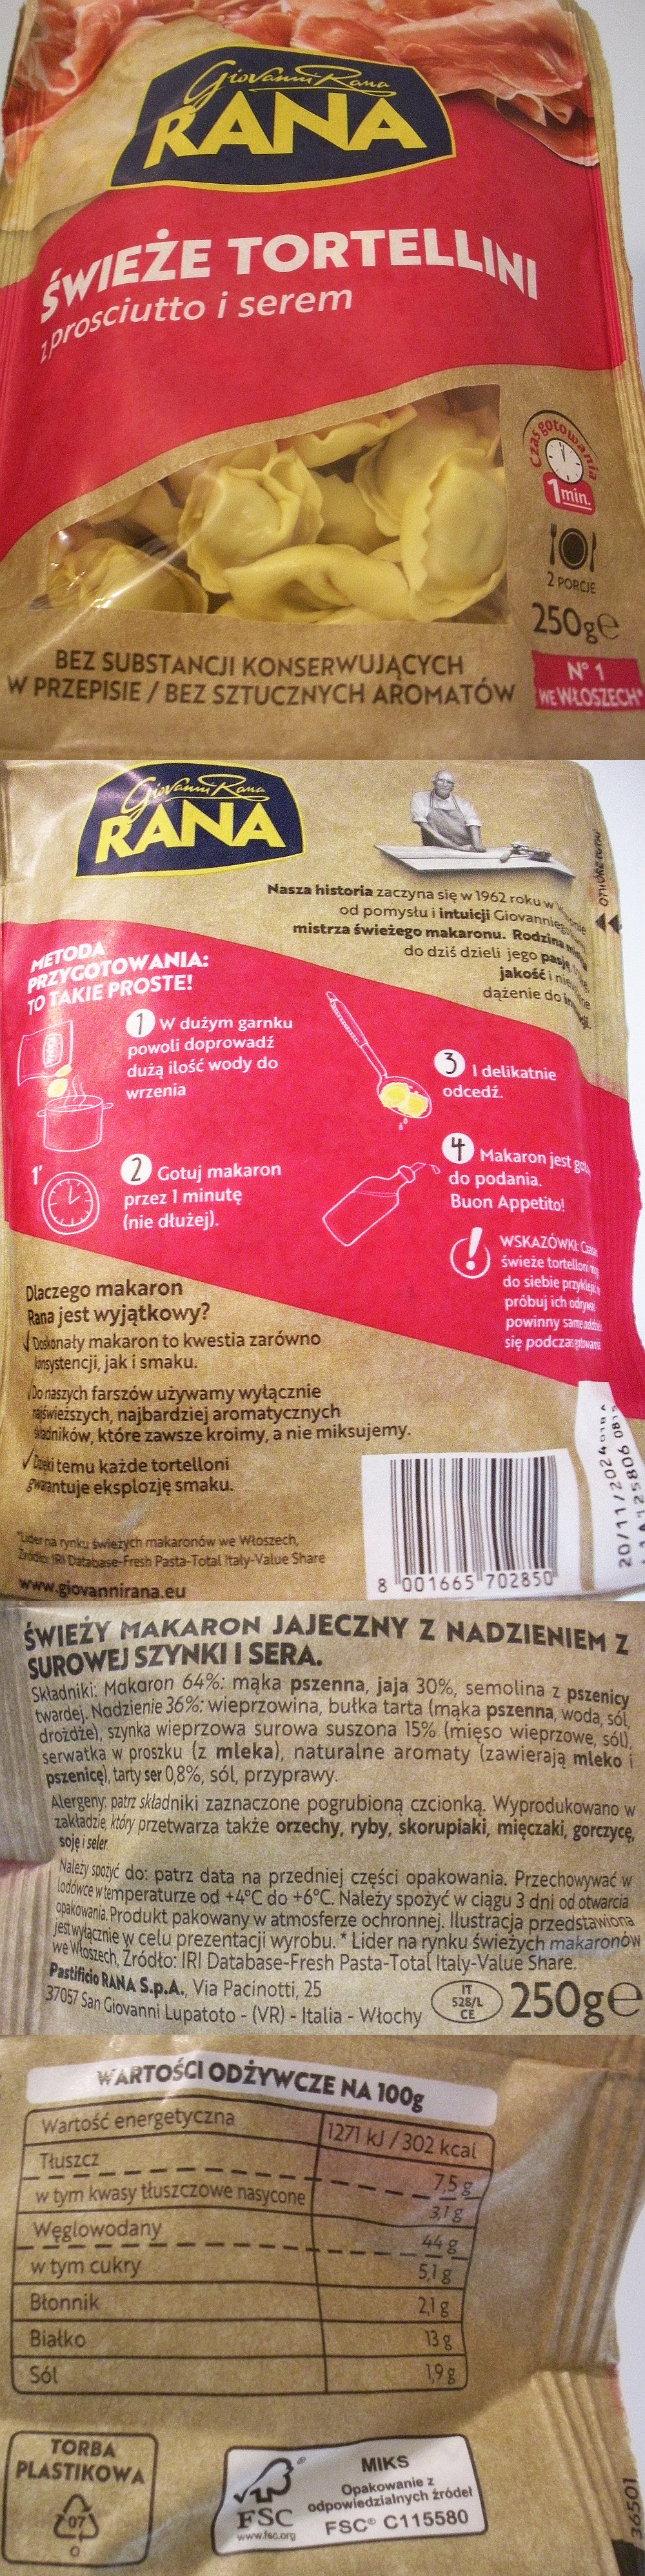 Giovanni Rana
RANA
ŚWIEŻE TORTELLINI
z prosciutto i serem
Czas gotowania
1 min.
2 PORCJE
250g e
BEZ SUBSTANCJI KONSERWUJĄCYCH
W PRZEPISIE / BEZ SZTUCZNYCH AROMATÓW
N° 1
WE WŁOSZECH*
Giovanni Rana
RANA
Nasza historia zaczyna się w 1962 roku w
od pomysłu i intuicji
mistrza świeżego makaronu. Rodzina
do dziś dzieli jego pasję,
jakość i
dążenie do
METODA
PRZYGOTOWANIA:
TO TAKIE PROSTE!
1 W dużym garnku
powoli doprowadź
dużą ilość wody do
wrzenia
1'
2 Gotuj makaron
przez 1 minutę
(nie dłużej).
3 I delikatnie
odcedź.
4 Makaron jest
do podania.
Buon Appetito!
WSKAZÓWKI:
świeże tortelloni
do siebie
próbuj ich
powinny same
się podczas gotowania
Dlaczego makaron
Rana jest wyjątkowy?
Doskonały makaron to kwestia zarówno
konsystencji, jak i smaku.
Do naszych farszów używamy wyłącznie
najświeższych, najbardziej aromatycznych
składników, które zawsze kroimy, a nie miksujemy.
Dzięki temu każde tortelloni
gwarantuje eksplozję smaku.
*Lider na rynku świeżych makaronów we Włoszech,
Źródło: IRI Database-Fresh Pasta-Total Italy-Value Share
www.giovannirana.eu
8 001665 702850
20/11/2024
ŚWIEŻY MAKARON JAJECZNY Z NADZIENIEM Z
SUROWEJ SZYNKI I SERA.
Składniki: Makaron 64%: mąka pszenna, jaja 30%, semolina z pszenicy
twardej. Nadzienie 36%: wieprzowina, bułka tarta (mąka pszenna, woda, sól,
drożdże), szynka wieprzowa surowa suszona 15% (mięso wieprzowe, sól),
serwatka w proszku (z mleka), naturalne aromaty (zawierają mleko i
pszenicę), tarty ser 0,8%, sól, przyprawy.
Alergeny: patrz składniki zaznaczone pogrubioną czcionką. Wyprodukowano w
zakładzie, który przetwarza także orzechy, ryby, skorupiaki, mięczaki, gorczycę,
soję i seler.
Należy spożyć do: patrz data na przedniej części opakowania. Przechowywać w
lodówce w temperaturze od +4°C do +6°C. Należy spożyć w ciągu 3 dni od otwarcia
opakowania. Produkt pakowany w atmosferze ochronnej. Ilustracja przedstawiona
jest wyłącznie w celu prezentacji wyrobu. * Lider na rynku świeżych makaronów
we Włoszech, Źródło: IRI Database-Fresh Pasta-Total Italy-Value Share.
Pastificio RANA S.p.A., Via Pacinotti, 25
37057 San Giovanni Lupatoto - (VR) - Italia - Włochy
IT
528/L
CE
250g e
WARTOŚCI ODŻYWCZE NA 100g
Wartość energetyczna 1271 kJ / 302 kcal
Tłuszcz 7,5 g
w tym kwasy tłuszczowe nasycone 3,1 g
Węglowodany 44 g
w tym cukry 5,1 g
Błonnik 2,1 g
Białko 13 g
Sól 1,9 g
TORBA
PLASTIKOWA
07
O
FSC
www.fsc.org
MIKS
Opakowanie z
odpowiedzialnych źródeł
FSC® C115580
36501